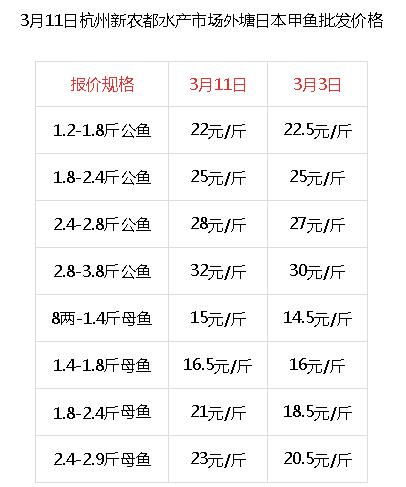 3月11日杭州新农都水产市场外塘日本甲鱼批发价格
报价规格 3月11日 3月3日
1.2-1.8斤公鱼 22元/斤 22.5元/斤
1.8-2.4斤公鱼 25元/斤 25元/斤
2.4-2.8斤公鱼 28元/斤 27元/斤
2.8-3.8斤公鱼 32元/斤 30元/斤
8两-1.4斤母鱼 15元/斤 14.5元/斤
1.4-1.8斤母鱼 16.5元/斤 16元/斤
1.8-2.4斤母鱼 21元/斤 18.5元/斤
2.4-2.9斤母鱼 23元/斤 20.5元/斤